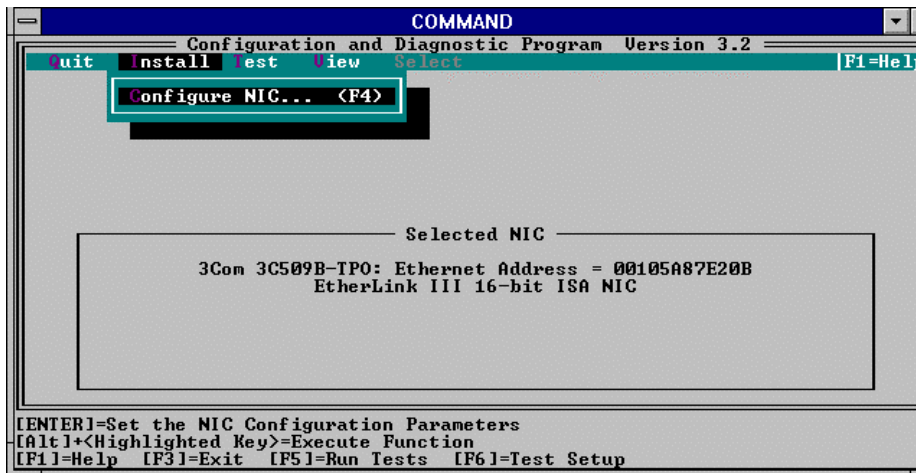 COMMAND
Configuration and Diagnostic Program Version 3.2
Quit Install Test View Select F1=Hel
Configure NIC... (F4)
Selected NIC
3Com 3C509B-TPO: Ethernet Address = 00105A87E20B
EtherLink III 16-bit ISA NIC
[ENTER]=Set the NIC Configuration Parameters
[Alt]+<Highlighted Key>=Execute Function
[F1]=Help [F3]=Exit [F5]=Run Tests [F6]=Test Setup